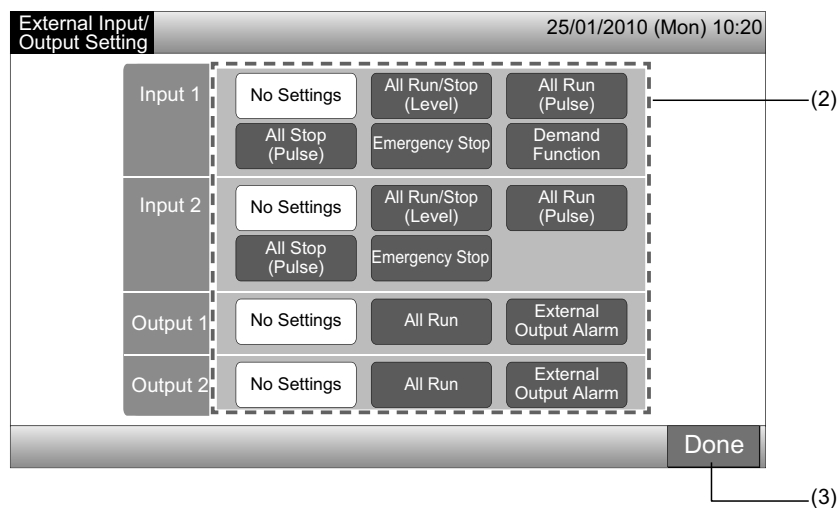 External Input/
Output Setting
25/01/2010 (Mon) 10:20
Input 1
No Settings
All Run/Stop
(Level)
All Run
(Pulse)
All Stop
(Pulse)
Emergency Stop
Demand
Function
(2)
Input 2
No Settings
All Run/Stop
(Level)
All Run
(Pulse)
All Stop
(Pulse)
Emergency Stop
Output 1
No Settings
All Run
External
Output Alarm
Output 2
No Settings
All Run
External
Output Alarm
Done
(3)